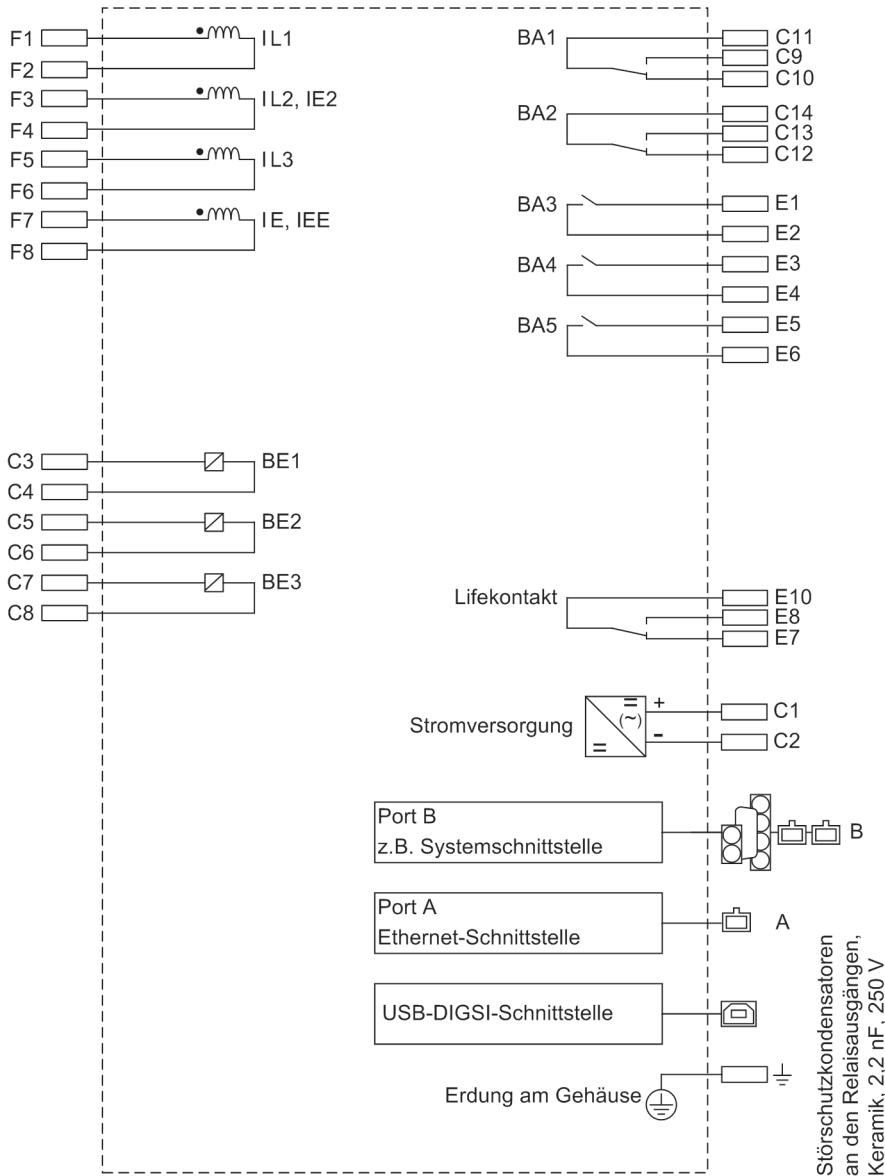 F1
IL1
F2
F3
IL2, IE2
F4
F5
IL3
F6
F7
IE, IEE
F8
C3
BE1
C4
C5
BE2
C6
C7
BE3
C8
BA1
C11
C9
C10
BA2
C14
C13
C12
BA3
E1
E2
BA4
E3
E4
BA5
E5
E6
Lifekontakt
E10
E8
E7
Stromversorgung
=
(~)
=
+
-
C1
C2
Port B
z.B. Systemschnittstelle
B
Port A
Ethernet-Schnittstelle
A
USB-DIGSI-Schnittstelle
Erdung am Gehäuse
Störschutzkondensatoren
an den Relaisausgängen,
Keramik, 2,2 nF, 250 V